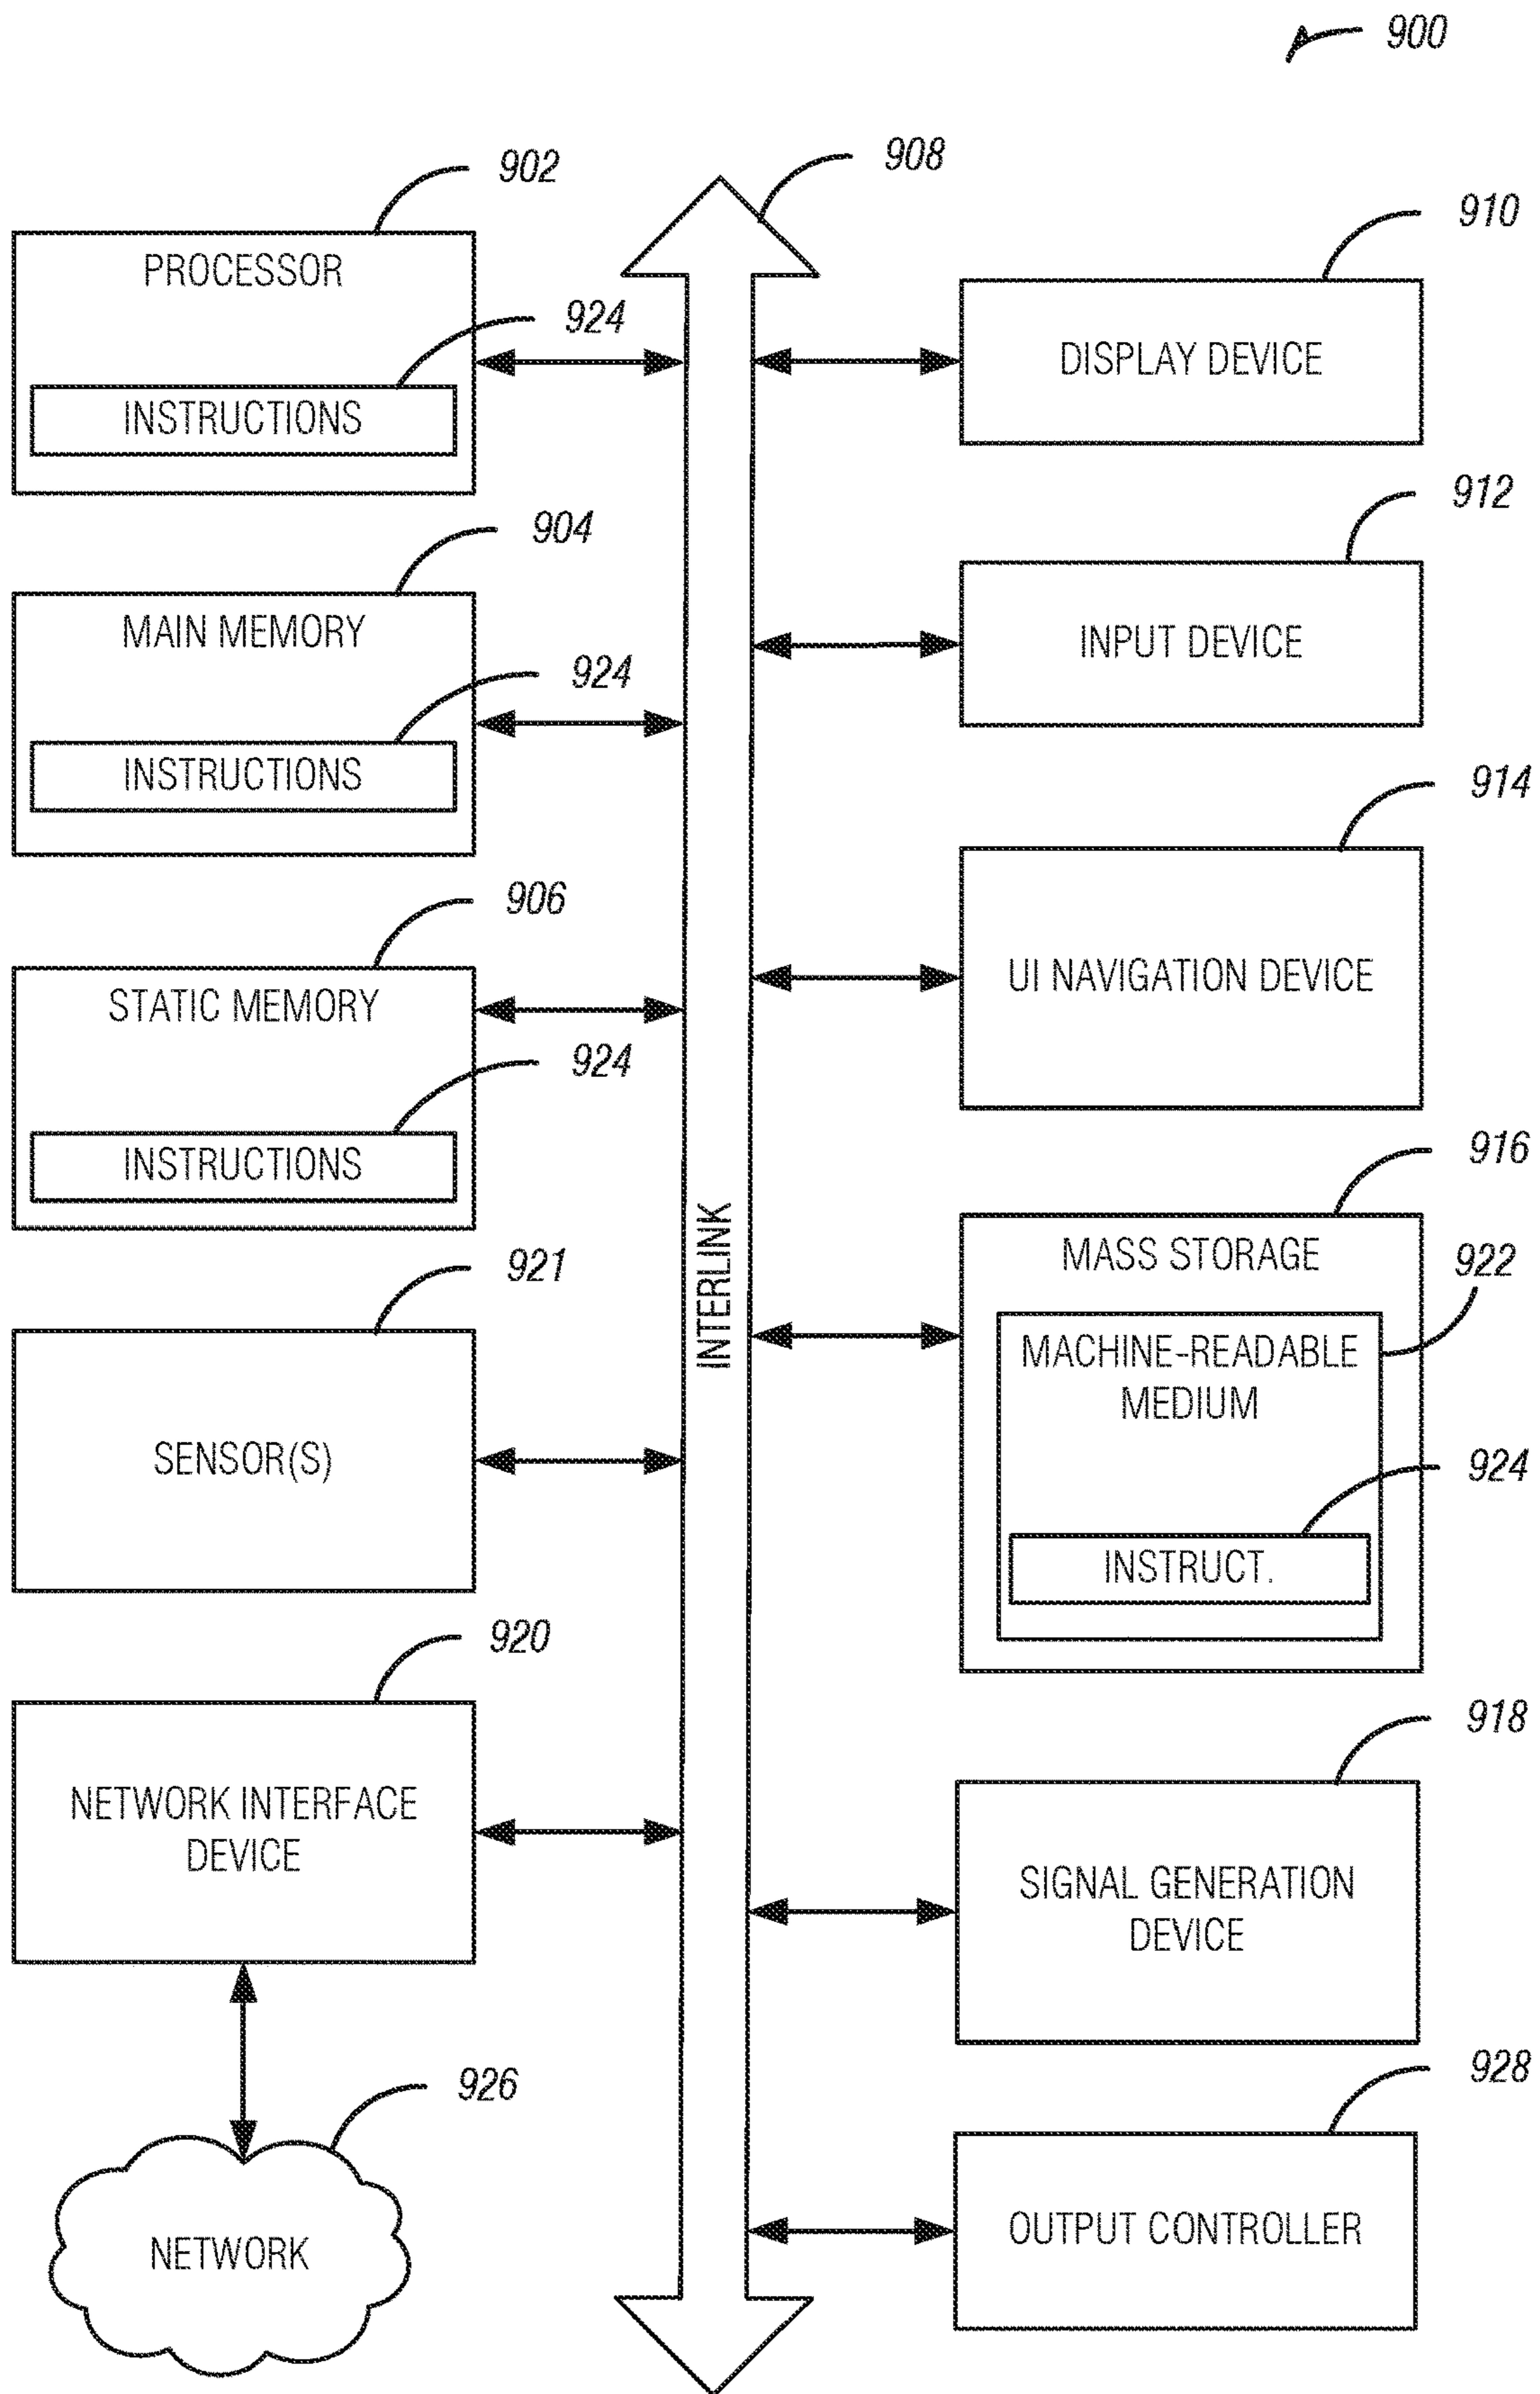 900
902
PROCESSOR
924
INSTRUCTIONS
904
MAIN MEMORY
924
INSTRUCTIONS
906
STATIC MEMORY
924
INSTRUCTIONS
921
SENSOR(S)
920
NETWORK INTERFACE
DEVICE
926
NETWORK
908
INTERLINK
910
DISPLAY DEVICE
912
INPUT DEVICE
914
UI NAVIGATION DEVICE
916
MASS STORAGE
922
MACHINE-READABLE
MEDIUM
924
INSTRUCT.
918
SIGNAL GENERATION
DEVICE
928
OUTPUT CONTROLLER